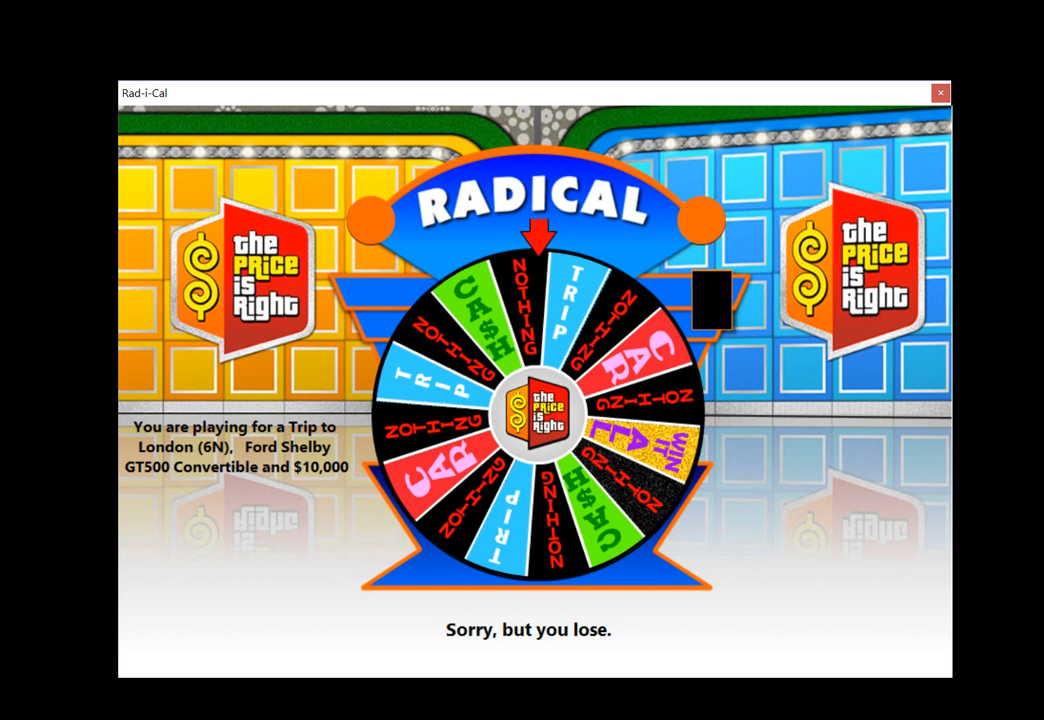 Rad-i-Cal
×
RADICAL
the
PRiCe
iS
Right
the
PRiCe
iS
Right
NOTHING
TRIP
NOTHING
CAR
NOTHING
WIN
IT
ALL
NOTHING
CA$H
NOTHING
TRIP
NOTHING
CAR
NOTHING
TRIP
NOTHING
CA$H
the
PRiCe
iS
Right
You are playing for a Trip to
London (6N),   Ford Shelby
GT500 Convertible and $10,000
Sorry, but you lose.